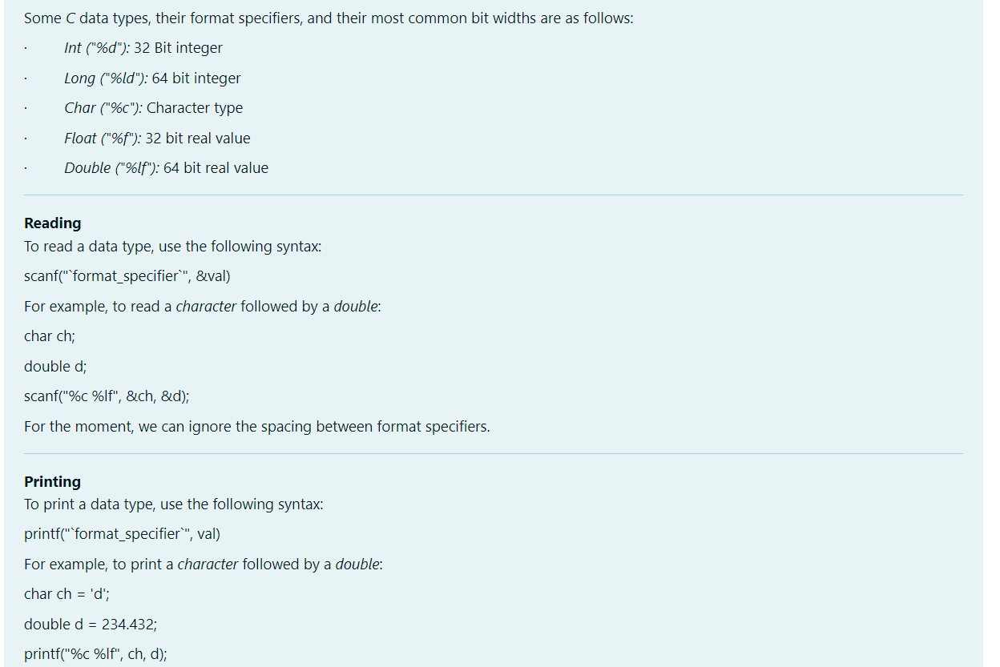 Some C data types, their format specifiers, and their most common bit widths are as follows:
· Int ("%d"): 32 Bit integer
· Long ("%ld"): 64 bit integer
· Char ("%c"): Character type
· Float ("%f"): 32 bit real value
· Double ("%lf"): 64 bit real value
Reading
To read a data type, use the following syntax:
scanf("`format_specifier`", &val)
For example, to read a character followed by a double:
char ch;
double d;
scanf("%c %lf", &ch, &d);
For the moment, we can ignore the spacing between format specifiers.
Printing
To print a data type, use the following syntax:
printf("`format_specifier`", val)
For example, to print a character followed by a double:
char ch = 'd';
double d = 234.432;
printf("%c %lf", ch, d);